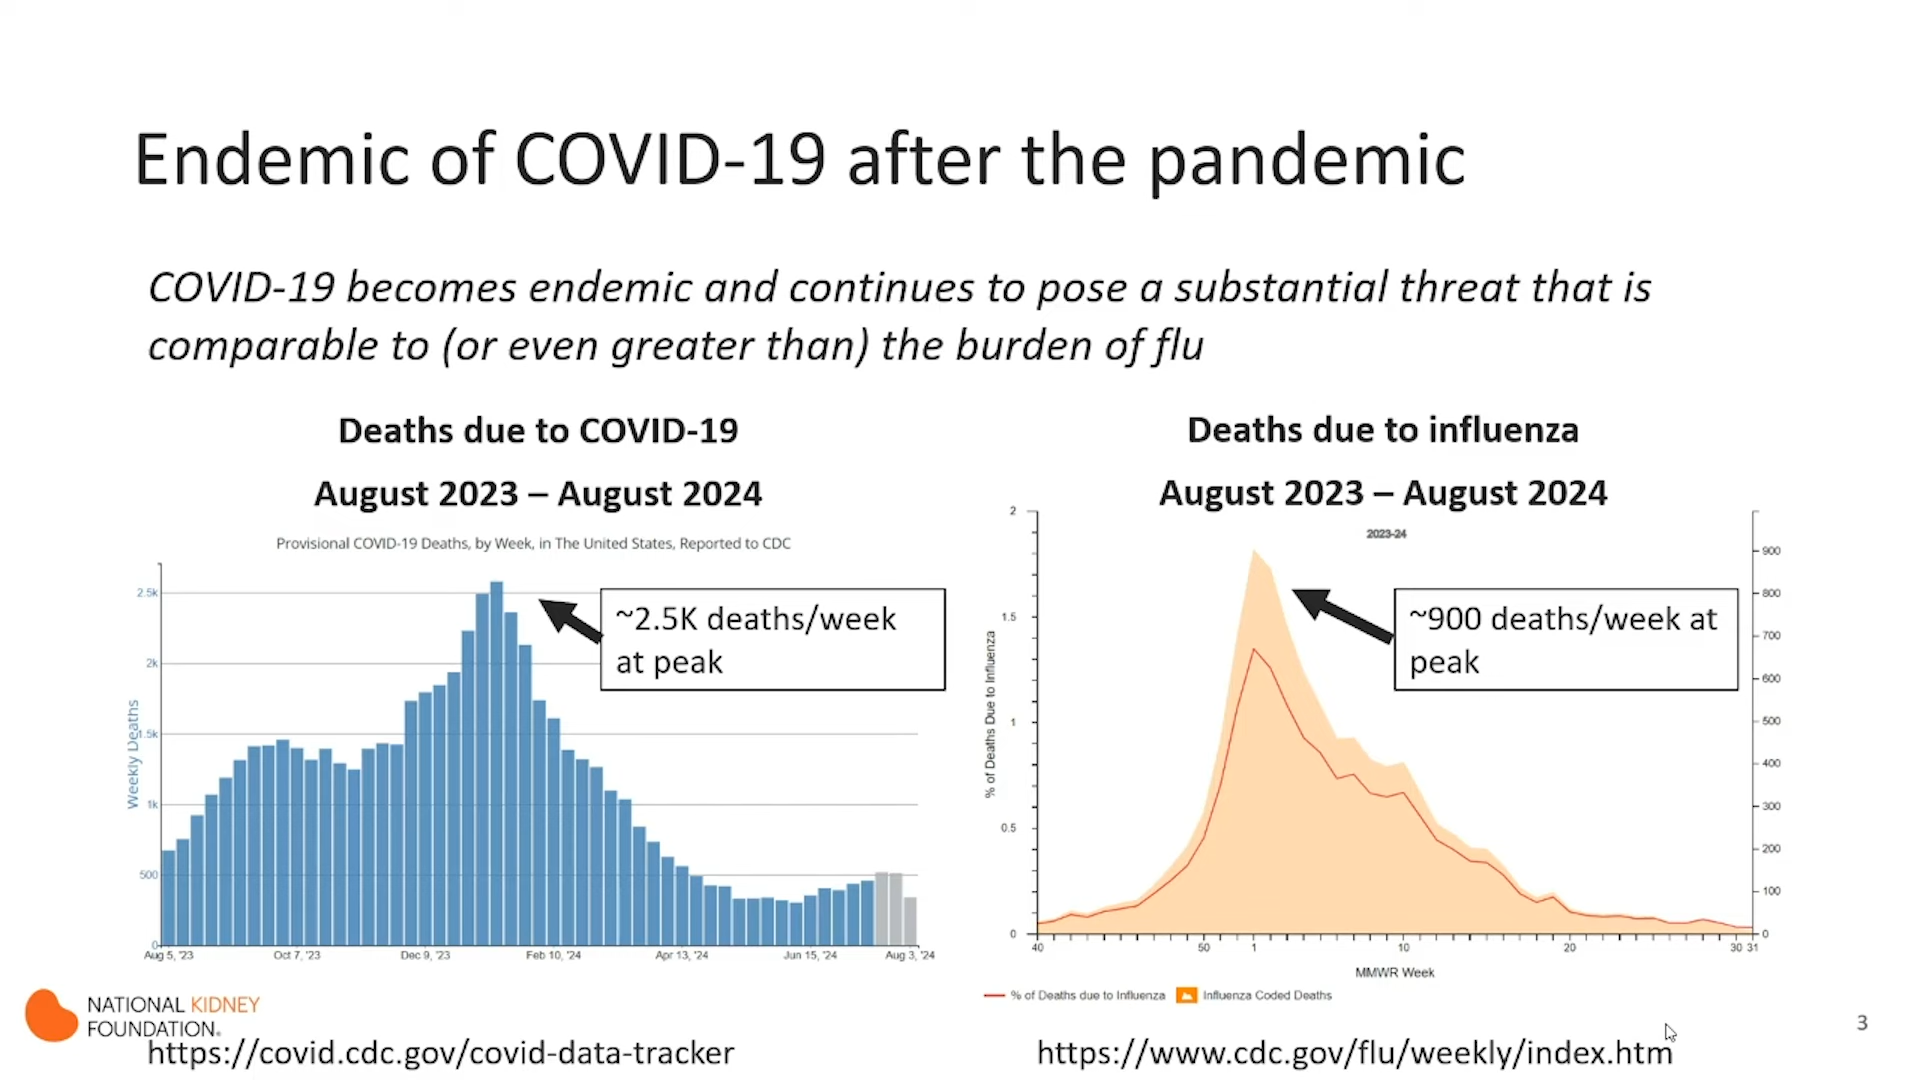 Endemic of COVID-19 after the pandemic
COVID-19 becomes endemic and continues to pose a substantial threat that is
comparable to (or even greater than) the burden of flu
Deaths due to COVID-19
August 2023 – August 2024
Provisional COVID-19 Deaths, by Week, in The United States, Reported to CDC
~2.5K deaths/week
at peak
Weekly Deaths
2.5k
2k
1.5k
1k
500
0
Aug 5, '23
Oct 7, '23
Dec 9, '23
Feb 10, '24
Apr 13, '24
Jun 15, '24
Aug 3, '24
Deaths due to influenza
August 2023 – August 2024
2023-24
~900 deaths/week at
peak
% of Deaths Due to Influenza
2
1.5
1
0.5
0
900
800
700
600
500
400
300
200
100
0
40
50
1
10
20
30
31
MMWR Week
% of Deaths due to Influenza
Influenza Coded Deaths
NATIONAL KIDNEY
FOUNDATION®
https://covid.cdc.gov/covid-data-tracker
https://www.cdc.gov/flu/weekly/index.htm
3